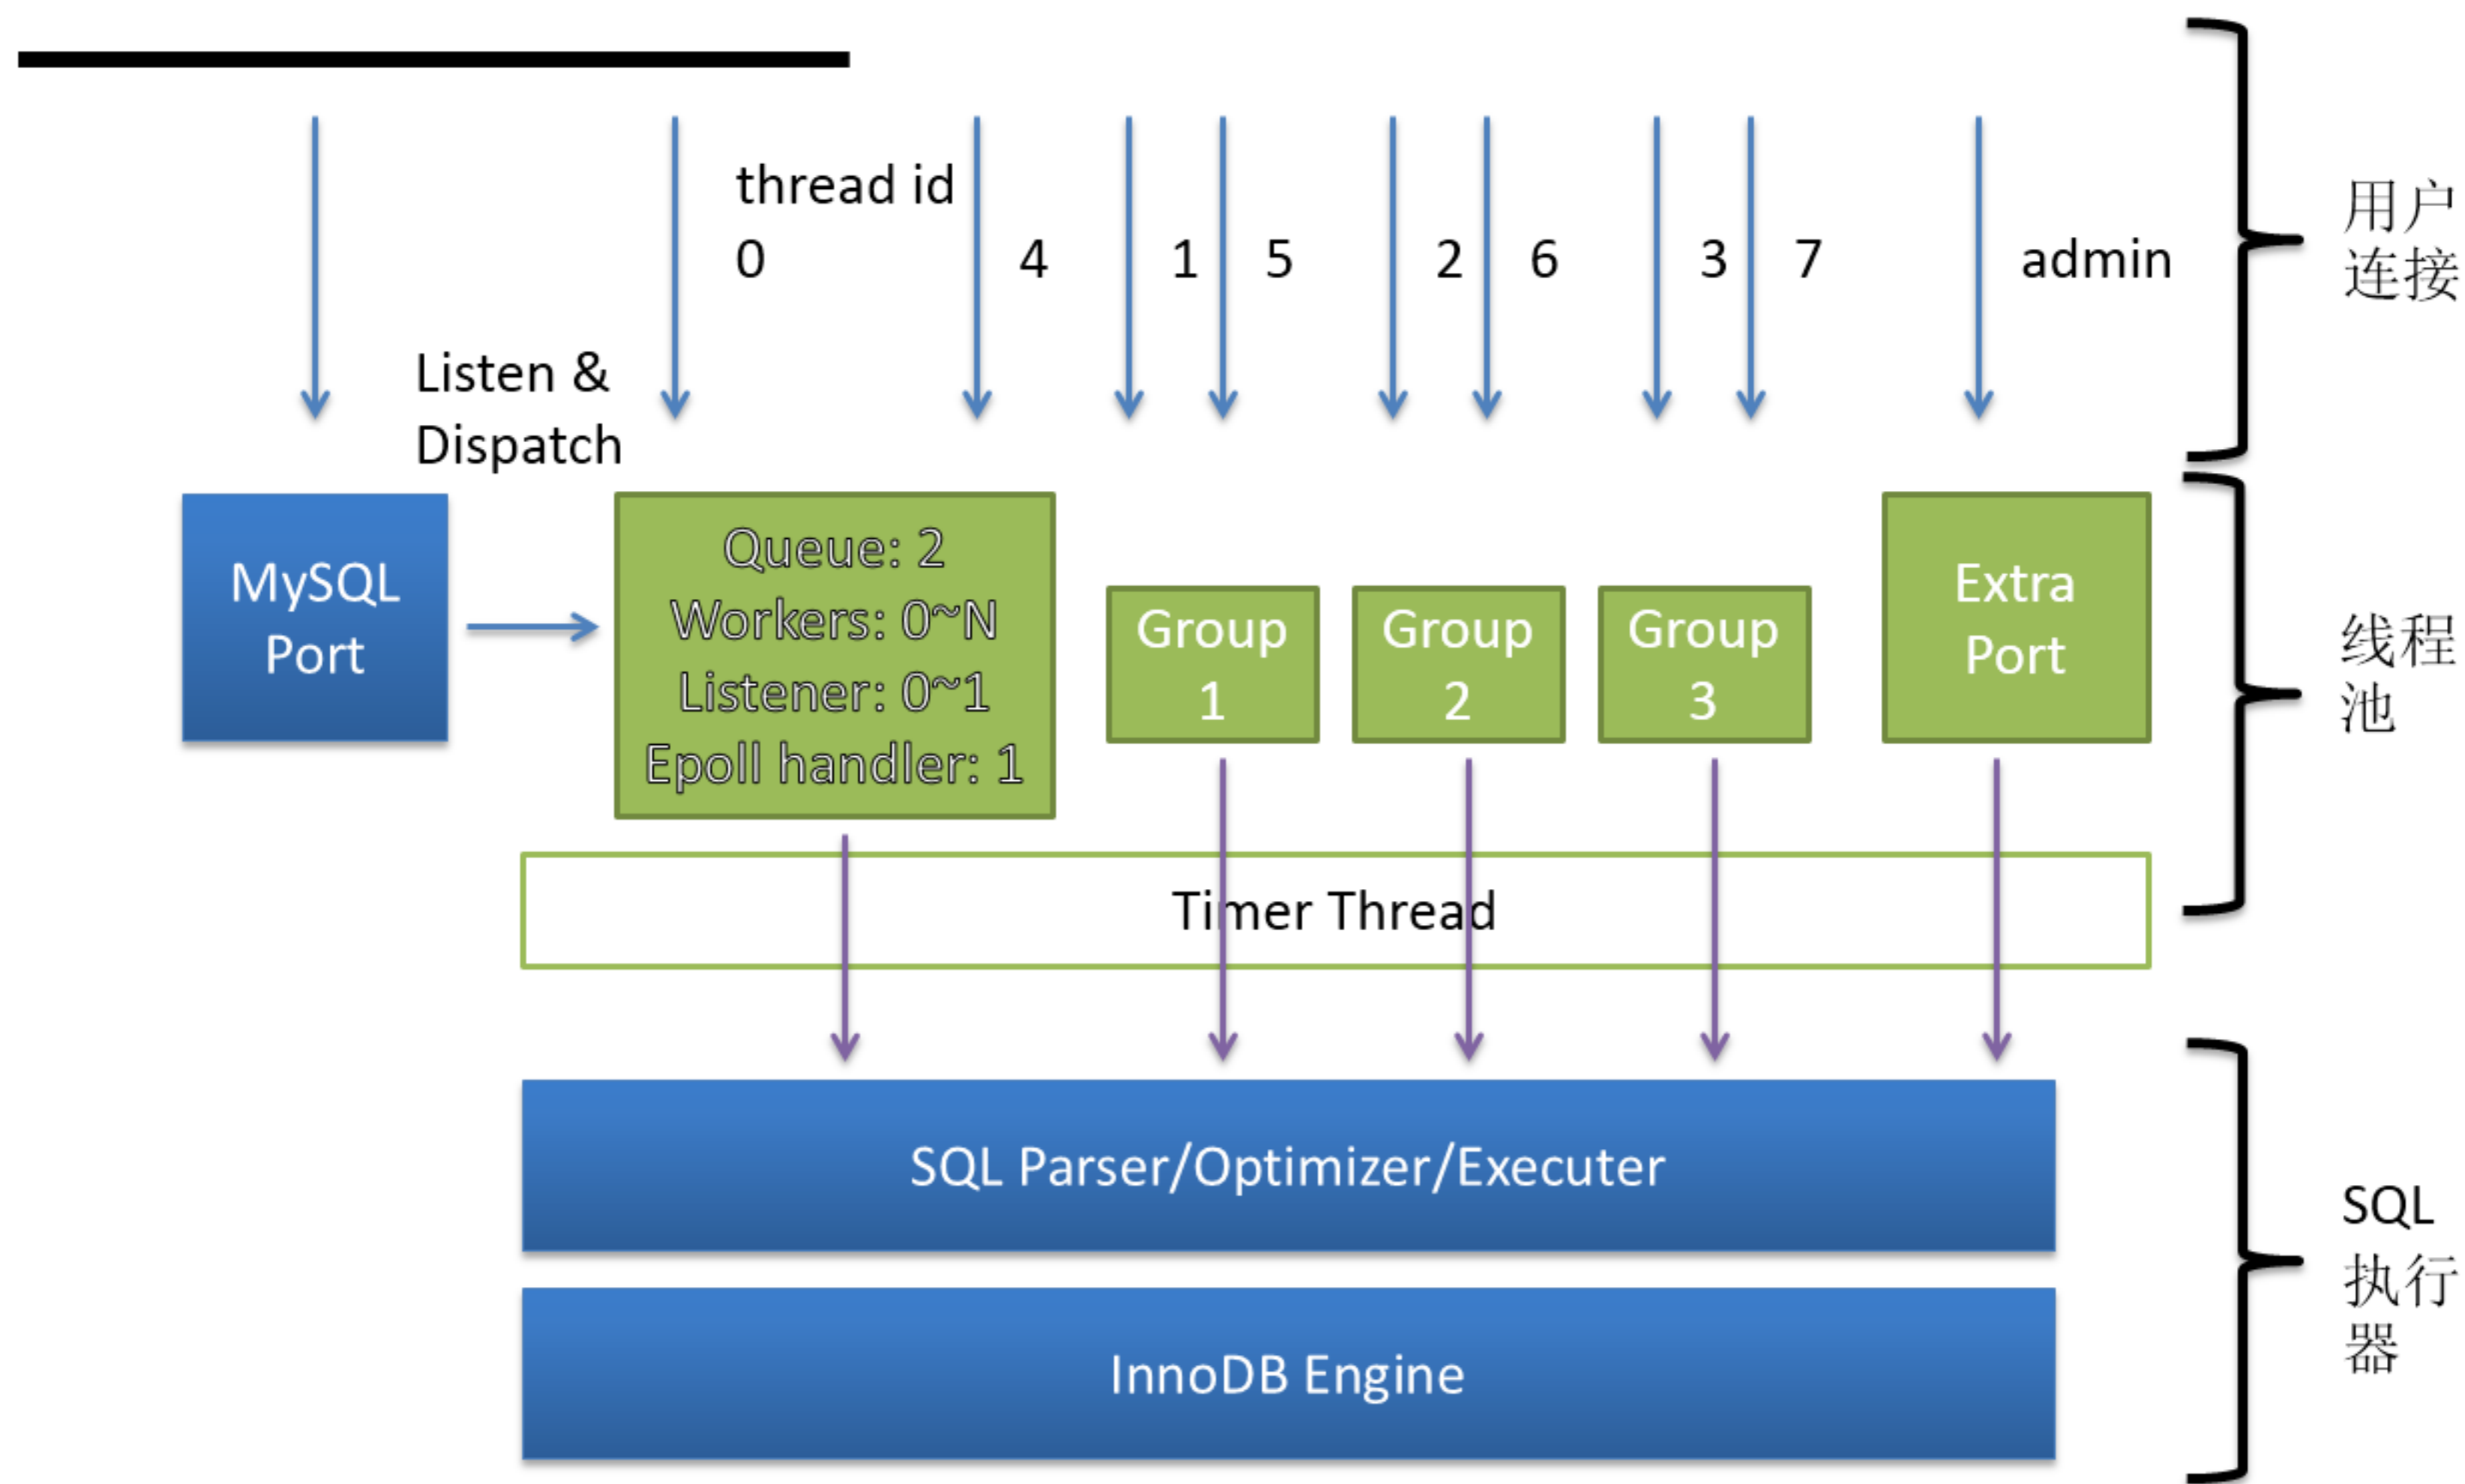 thread id
0
4
1
5
2
6
3
7
admin
用户
连接
Listen &
Dispatch
MySQL
Port
Queue: 2
Workers: 0~N
Listener: 0~1
Epoll handler: 1
Group
1
Group
2
Group
3
Extra
Port
线程
池
Timer Thread
SQL Parser/Optimizer/Executer
InnoDB Engine
SQL
执行
器